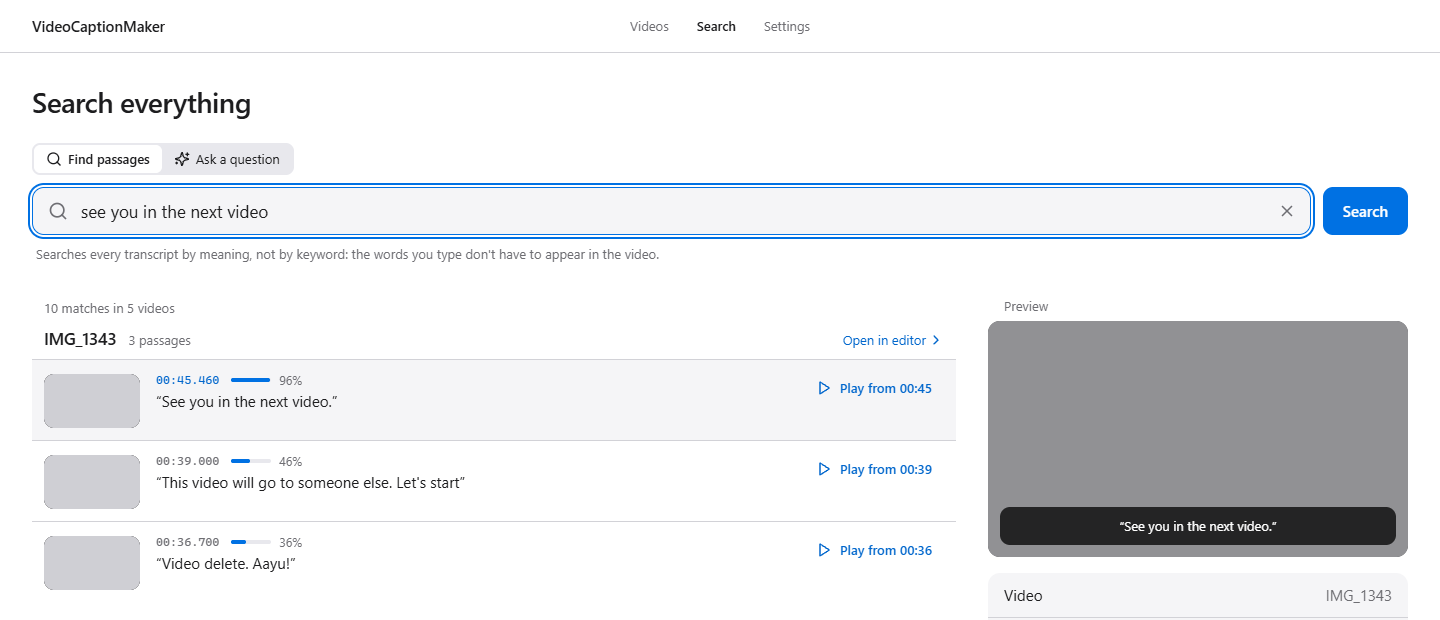 VideoCaptionMaker
Videos Search Settings
Search everything
Find passages Ask a question
see you in the next video
Search
Searches every transcript by meaning, not by keyword: the words you type don't have to appear in the video.
10 matches in 5 videos
IMG_1343 3 passages Open in editor
00:45.460 96%
“See you in the next video.”
Play from 00:45
00:39.000 46%
“This video will go to someone else. Let's start”
Play from 00:39
00:36.700 36%
“Video delete. Aayu!”
Play from 00:36
Preview
“See you in the next video.”
Video IMG_1343